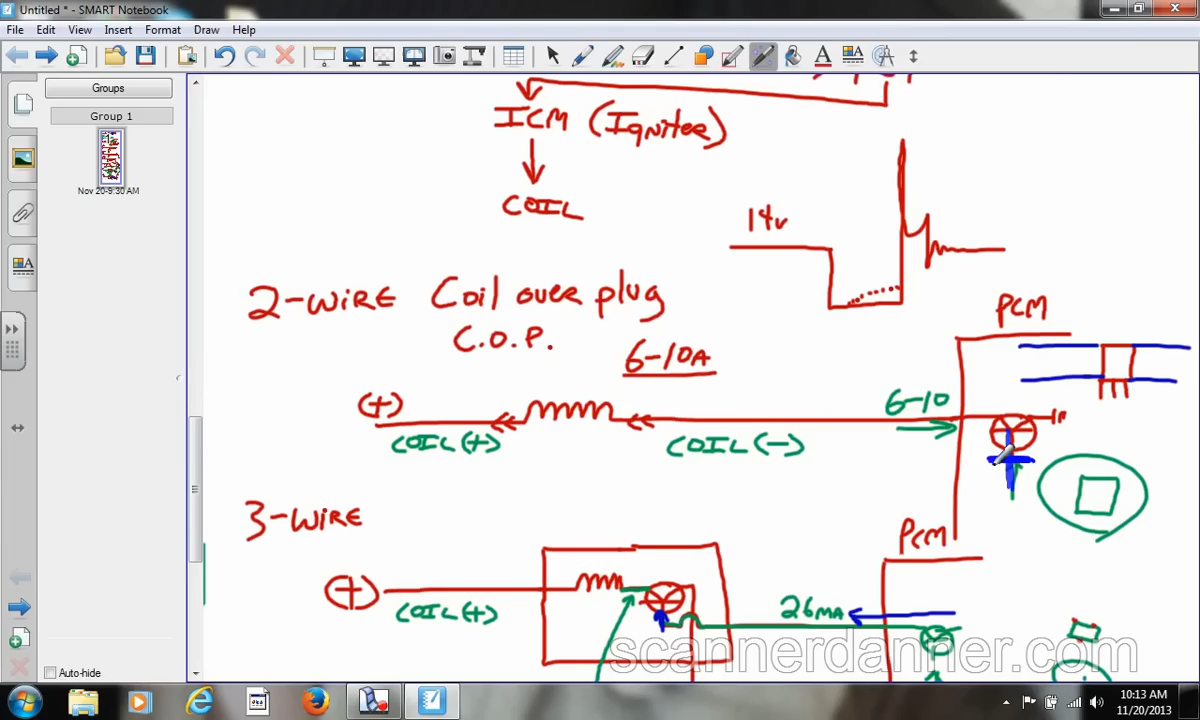 Untitled * - SMART Notebook
File Edit View Insert Format Draw Help
Groups
Group 1
Nov 20-9:30 AM
ICM (Igniter)
COIL
14v
2-WIRE Coil over plug
C.O.P.
6-10A
PCM
(+)
6-10
COIL (+)
COIL (-)
3-WIRE
PCM
COIL (+)
26MA
scannerdanner.com
Auto-hide
10:13 AM
11/20/2013